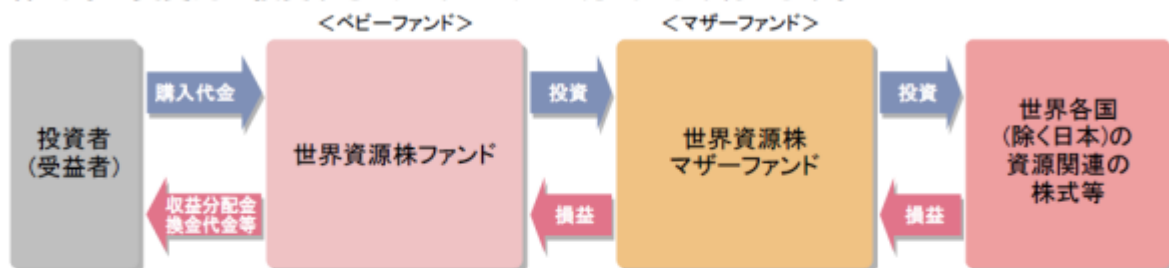 ＜ベビーファンド＞
＜マザーファンド＞
投資者
(受益者)
購入代金
収益分配金
換金代金等
世界資源株ファンド
投資
損益
世界資源株
マザーファンド
投資
損益
世界各国
(除く日本)の
資源関連の
株式等